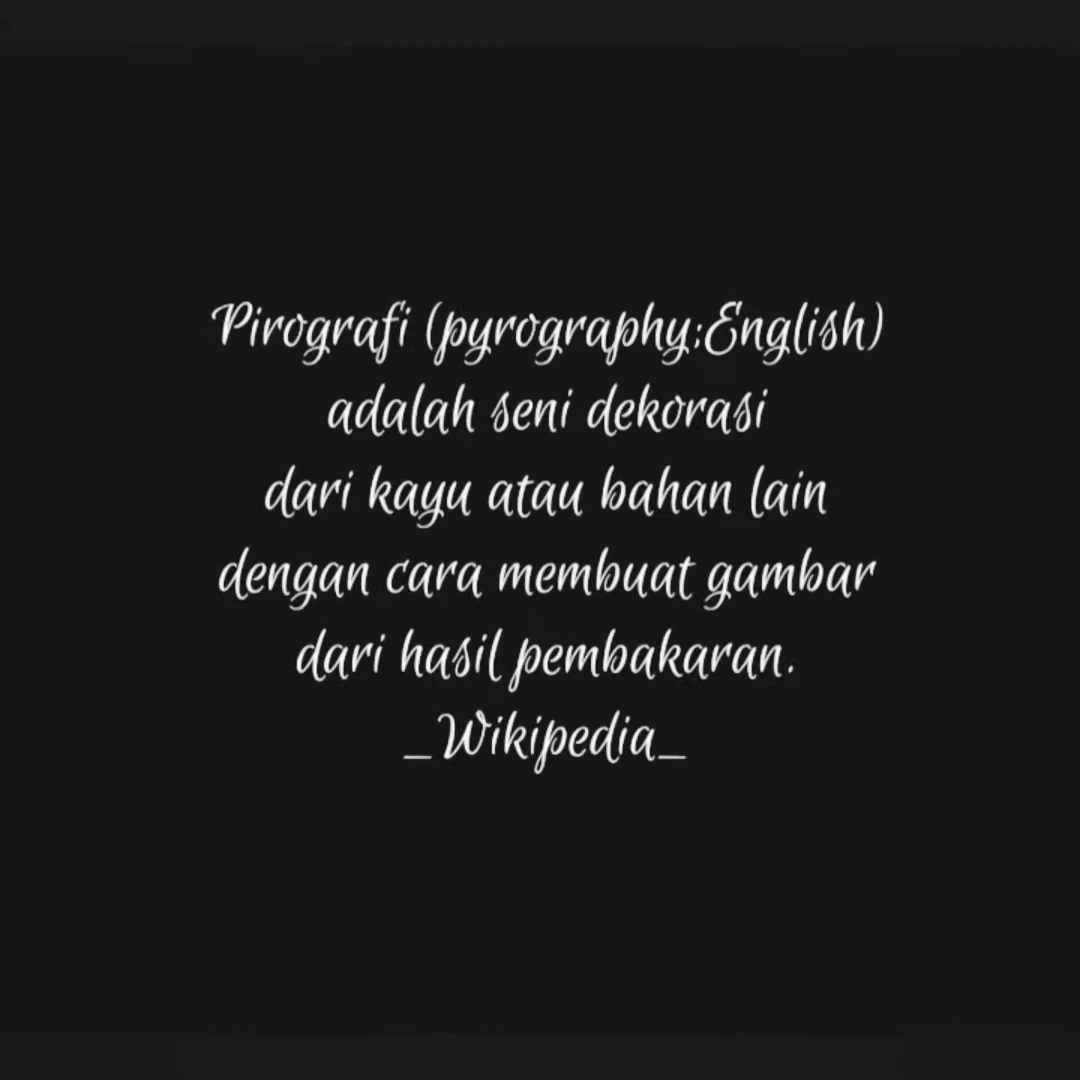 Pirografi (pyrography:English)
adalah seni dekorasi
dari kayu atau bahan lain
dengan cara membuat gambar
dari hasil pembakaran.
_Wikipedia_